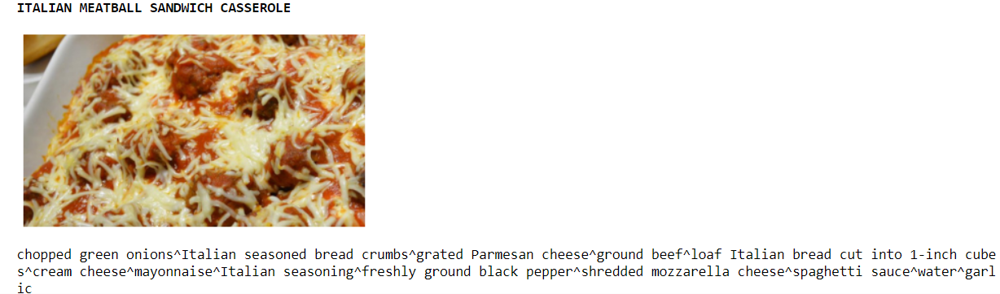 ITALIAN MEATBALL SANDWICH CASSEROLE
chopped green onions^Italian seasoned bread crumbs^grated Parmesan cheese^ground beef^loaf Italian bread cut into 1-inch cube
s^cream cheese^mayonnaise^Italian seasoning^freshly ground black pepper^shredded mozzarella cheese^spaghetti sauce^water^garl
ic